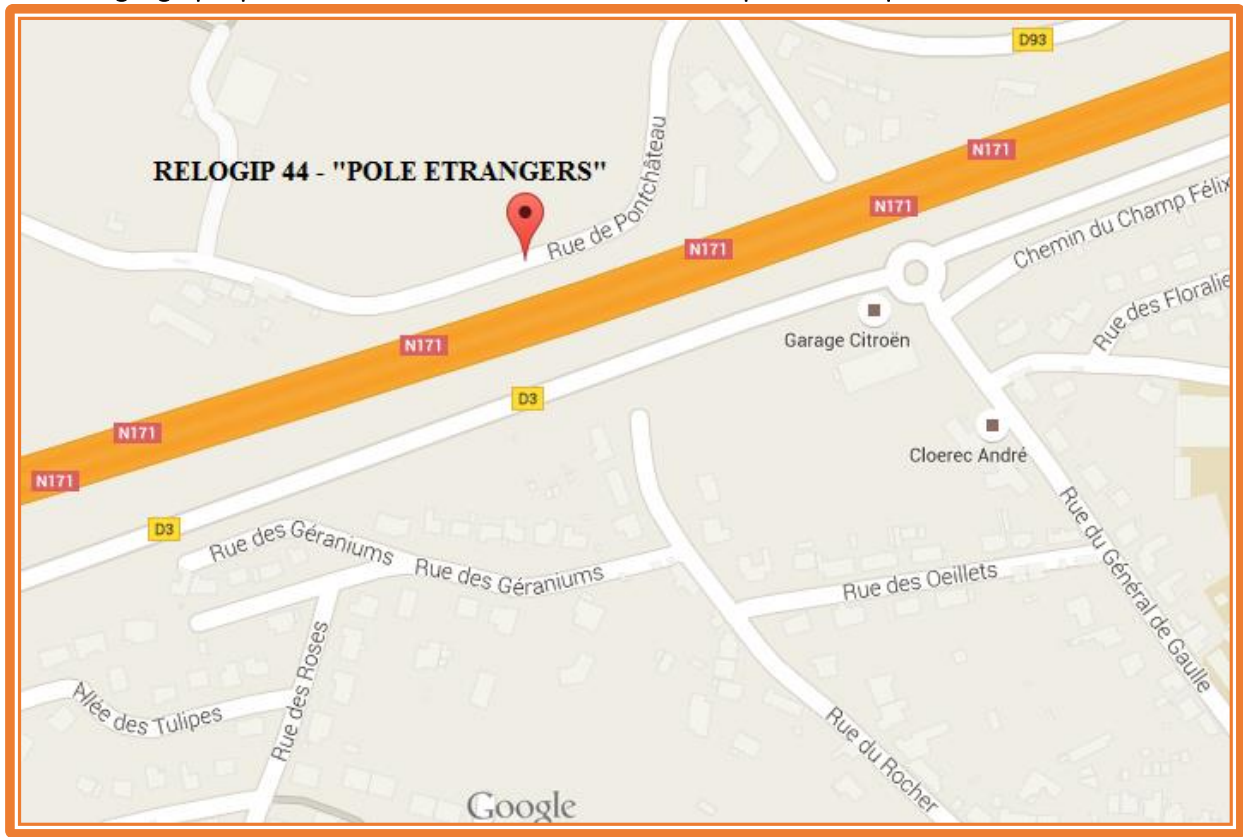 D93
N171
RELOGIP 44 - "POLE ETRANGERS"
Rue de Pontchâteau
N171
N171
Chemin du Champ Félix
Rue des Floralie
Garage Citroën
N171
D3
N171
Cloerec André
N171
D3
Rue des Géraniums
Rue des Géraniums
Rue des Oeillets
Rue du Général de Gaulle
Rue des Roses
Allée des Tulipes
Rue du Rocher
Google